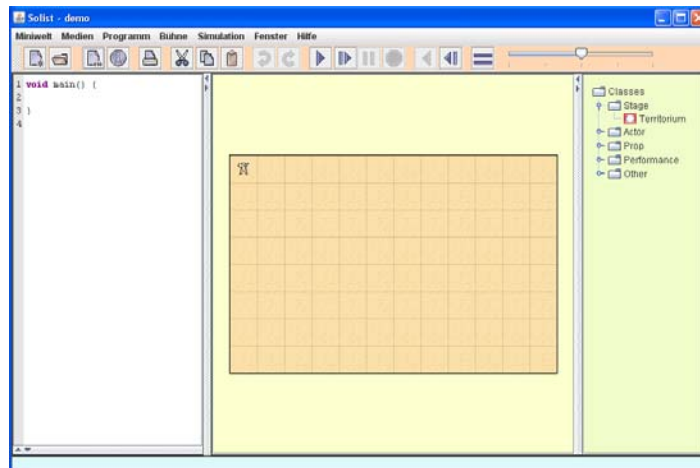 Solist - demo
Miniwelt Medien Programm Bühne Simulation Fenster Hilfe
1 void main() {
2
3 }
4
Classes
Stage
Territorium
Actor
Prop
Performance
Other